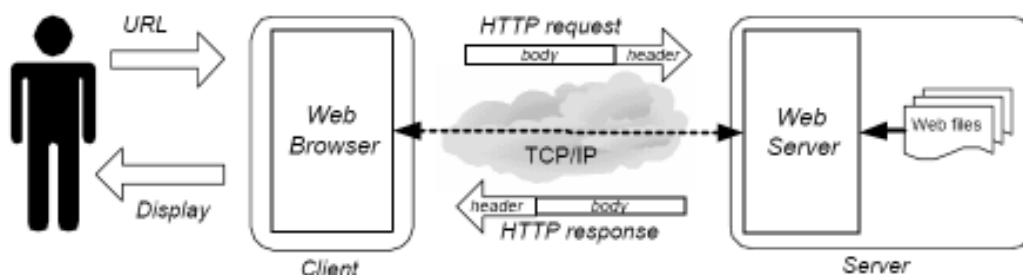 URL
HTTP request
body
header
Web
Browser
TCP/IP
Web
Server
Web files
Display
header
body
HTTP response
Client
Server